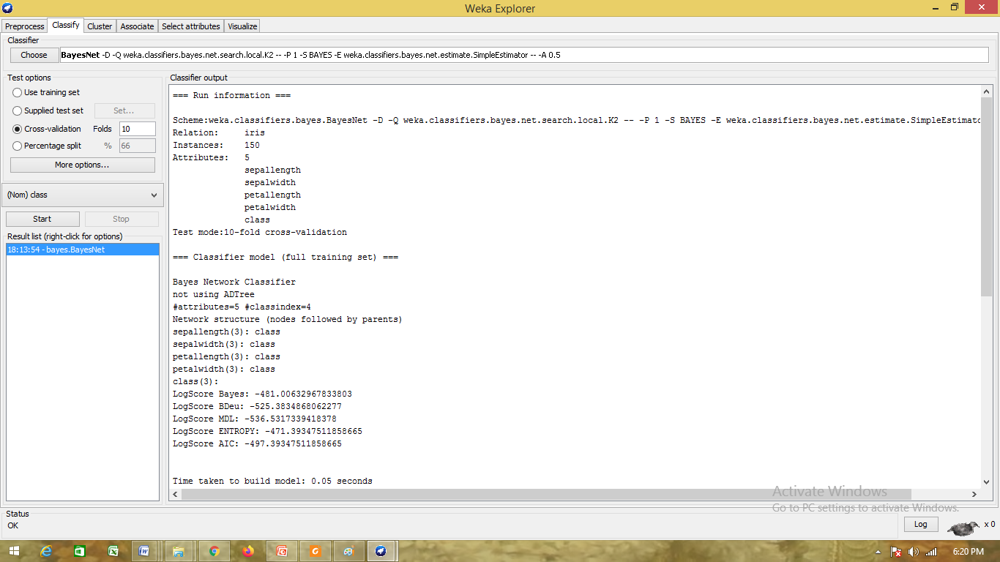 Weka Explorer
Preprocess Classify Cluster Associate Select attributes Visualize
Classifier
Choose BayesNet -D -Q weka.classifiers.bayes.net.search.local.K2 -- -P 1 -S BAYES -E weka.classifiers.bayes.net.estimate.SimpleEstimator -- -A 0.5
Test options
Use training set
Supplied test set Set...
Cross-validation Folds 10
Percentage split % 66
More options...
(Nom) class
Start Stop
Result list (right-click for options)
18:13:54 - bayes.BayesNet
Classifier output
=== Run information ===
Scheme:weka.classifiers.bayes.BayesNet -D -Q weka.classifiers.bayes.net.search.local.K2 -- -P 1 -S BAYES -E weka.classifiers.bayes.net.estimate.SimpleEstimato
Relation: iris
Instances: 150
Attributes: 5
sepallength
sepalwidth
petallength
petalwidth
class
Test mode:10-fold cross-validation
=== Classifier model (full training set) ===
Bayes Network Classifier
not using ADTree
#attributes=5 #classindex=4
Network structure (nodes followed by parents)
sepallength(3): class
sepalwidth(3): class
petallength(3): class
petalwidth(3): class
class(3):
LogScore Bayes: -481.00632967833803
LogScore BDeu: -525.3834868062277
LogScore MDL: -536.5317339418378
LogScore ENTROPY: -471.39347511858665
LogScore AIC: -497.39347511858665
Time taken to build model: 0.05 seconds
Activate Windows
Go to PC settings to activate Windows.
Status
OK
Log x 0
6:20 PM